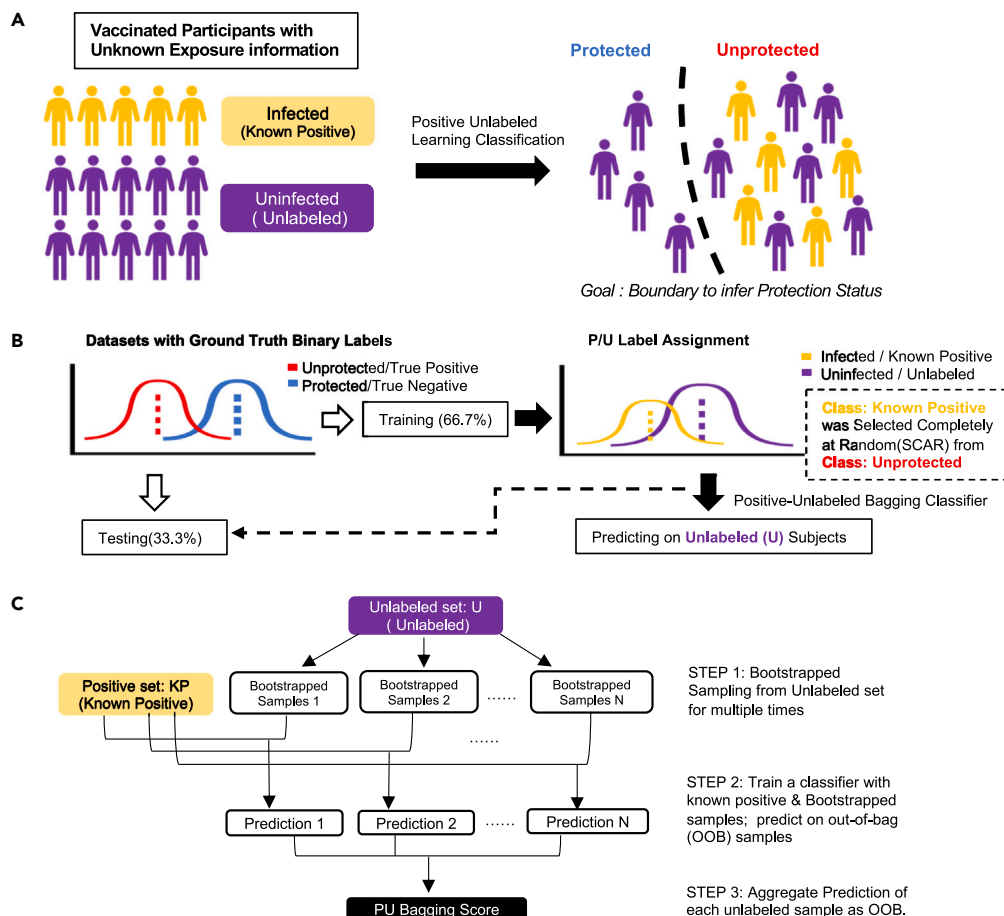 A
Vaccinated Participants with
Unknown Exposure information
Infected
(Known Positive)
Uninfected
( Unlabeled)
Positive Unlabeled
Learning Classification
Protected
Unprotected
Goal : Boundary to infer Protection Status
B
Datasets with Ground Truth Binary Labels
Unprotected/True Positive
Protected/True Negative
Training (66.7%)
Testing(33.3%)
P/U Label Assignment
Infected / Known Positive
Uninfected / Unlabeled
Class: Known Positive
was Selected Completely
at Random(SCAR) from
Class: Unprotected
Positive-Unlabeled Bagging Classifier
Predicting on Unlabeled (U) Subjects
C
Unlabeled set: U
( Unlabeled)
Positive set: KP
(Known Positive)
Bootstrapped
Samples 1
Bootstrapped
Samples 2
......
Bootstrapped
Samples N
......
STEP 1: Bootstrapped
Sampling from Unlabeled set
for multiple times
Prediction 1
Prediction 2
......
Prediction N
STEP 2: Train a classifier with
known positive & Bootstrapped
samples; predict on out-of-bag
(OOB) samples
PU Bagging Score
STEP 3: Aggregate Prediction of
each unlabeled sample as OOB.